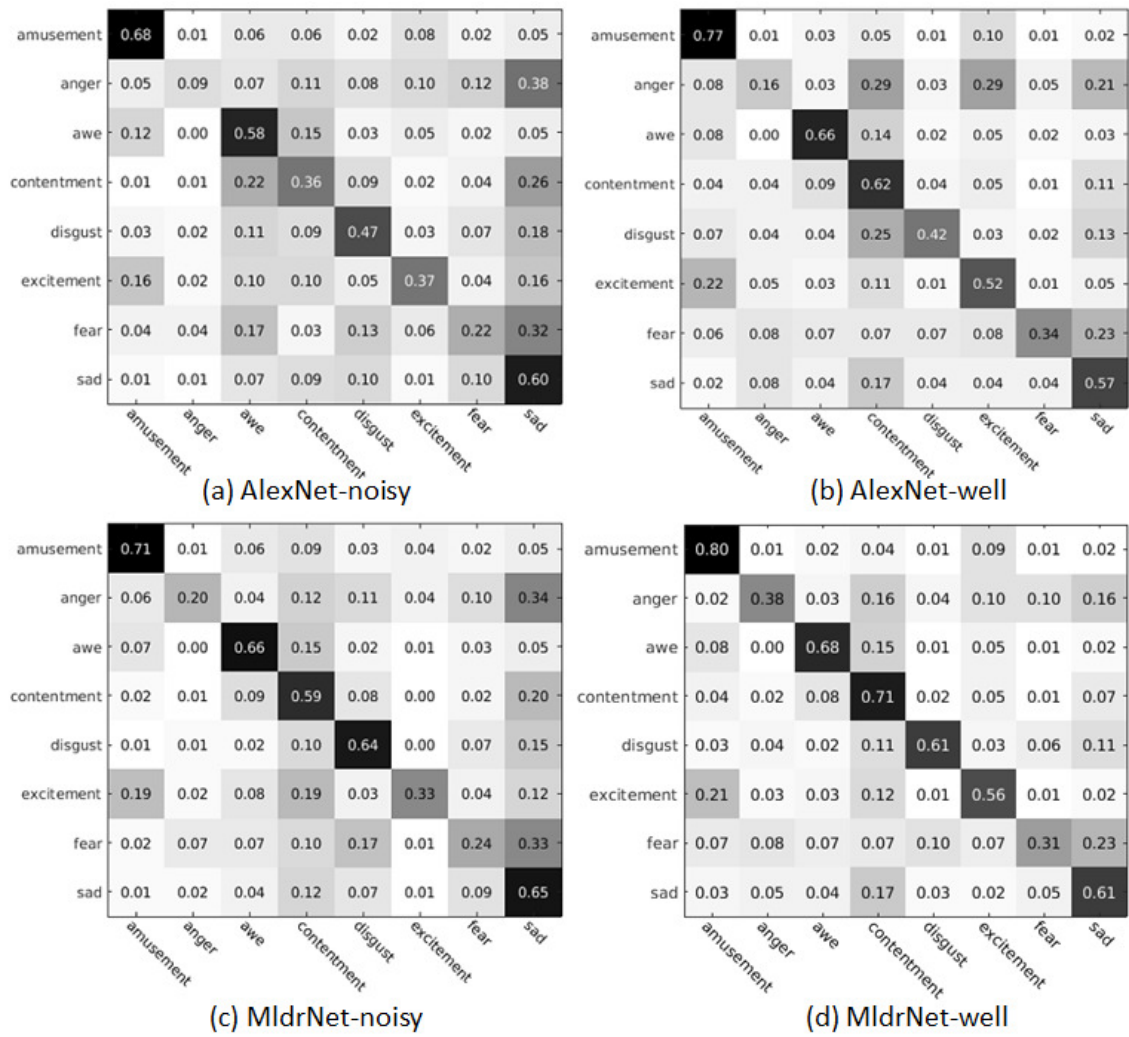 amusement 0.68 0.01 0.06 0.06 0.02 0.08 0.02 0.05
anger 0.05 0.09 0.07 0.11 0.08 0.10 0.12 0.38
awe 0.12 0.00 0.58 0.15 0.03 0.05 0.02 0.05
contentment 0.01 0.01 0.22 0.36 0.09 0.02 0.04 0.26
disgust 0.03 0.02 0.11 0.09 0.47 0.03 0.07 0.18
excitement 0.16 0.02 0.10 0.10 0.05 0.37 0.04 0.16
fear 0.04 0.04 0.17 0.03 0.13 0.06 0.22 0.32
sad 0.01 0.01 0.07 0.09 0.10 0.01 0.10 0.60
amusement anger awe contentment disgust excitement fear sad
(a) AlexNet-noisy
amusement 0.77 0.01 0.03 0.05 0.01 0.10 0.01 0.02
anger 0.08 0.16 0.03 0.29 0.03 0.29 0.05 0.21
awe 0.08 0.00 0.66 0.14 0.02 0.05 0.02 0.03
contentment 0.04 0.04 0.09 0.62 0.04 0.05 0.01 0.11
disgust 0.07 0.04 0.04 0.25 0.42 0.03 0.02 0.13
excitement 0.22 0.05 0.03 0.11 0.01 0.52 0.01 0.05
fear 0.06 0.08 0.07 0.07 0.07 0.08 0.34 0.23
sad 0.02 0.08 0.04 0.17 0.04 0.04 0.04 0.57
amusement anger awe contentment disgust excitement fear sad
(b) AlexNet-well
amusement 0.71 0.01 0.06 0.09 0.03 0.04 0.02 0.05
anger 0.06 0.20 0.04 0.12 0.11 0.04 0.10 0.34
awe 0.07 0.00 0.66 0.15 0.02 0.01 0.03 0.05
contentment 0.02 0.01 0.09 0.59 0.08 0.00 0.02 0.20
disgust 0.01 0.01 0.02 0.10 0.64 0.00 0.07 0.15
excitement 0.19 0.02 0.08 0.19 0.03 0.33 0.04 0.12
fear 0.02 0.07 0.07 0.10 0.17 0.01 0.24 0.33
sad 0.01 0.02 0.04 0.12 0.07 0.01 0.09 0.65
amusement anger awe contentment disgust excitement fear sad
(c) MldrNet-noisy
amusement 0.80 0.01 0.02 0.04 0.01 0.09 0.01 0.02
anger 0.02 0.38 0.03 0.16 0.04 0.10 0.10 0.16
awe 0.08 0.00 0.68 0.15 0.01 0.05 0.01 0.02
contentment 0.04 0.02 0.08 0.71 0.02 0.05 0.01 0.07
disgust 0.03 0.04 0.02 0.11 0.61 0.03 0.06 0.11
excitement 0.21 0.03 0.03 0.12 0.01 0.56 0.01 0.02
fear 0.07 0.08 0.07 0.07 0.10 0.07 0.31 0.23
sad 0.03 0.05 0.04 0.17 0.03 0.02 0.05 0.61
amusement anger awe contentment disgust excitement fear sad
(d) MldrNet-well